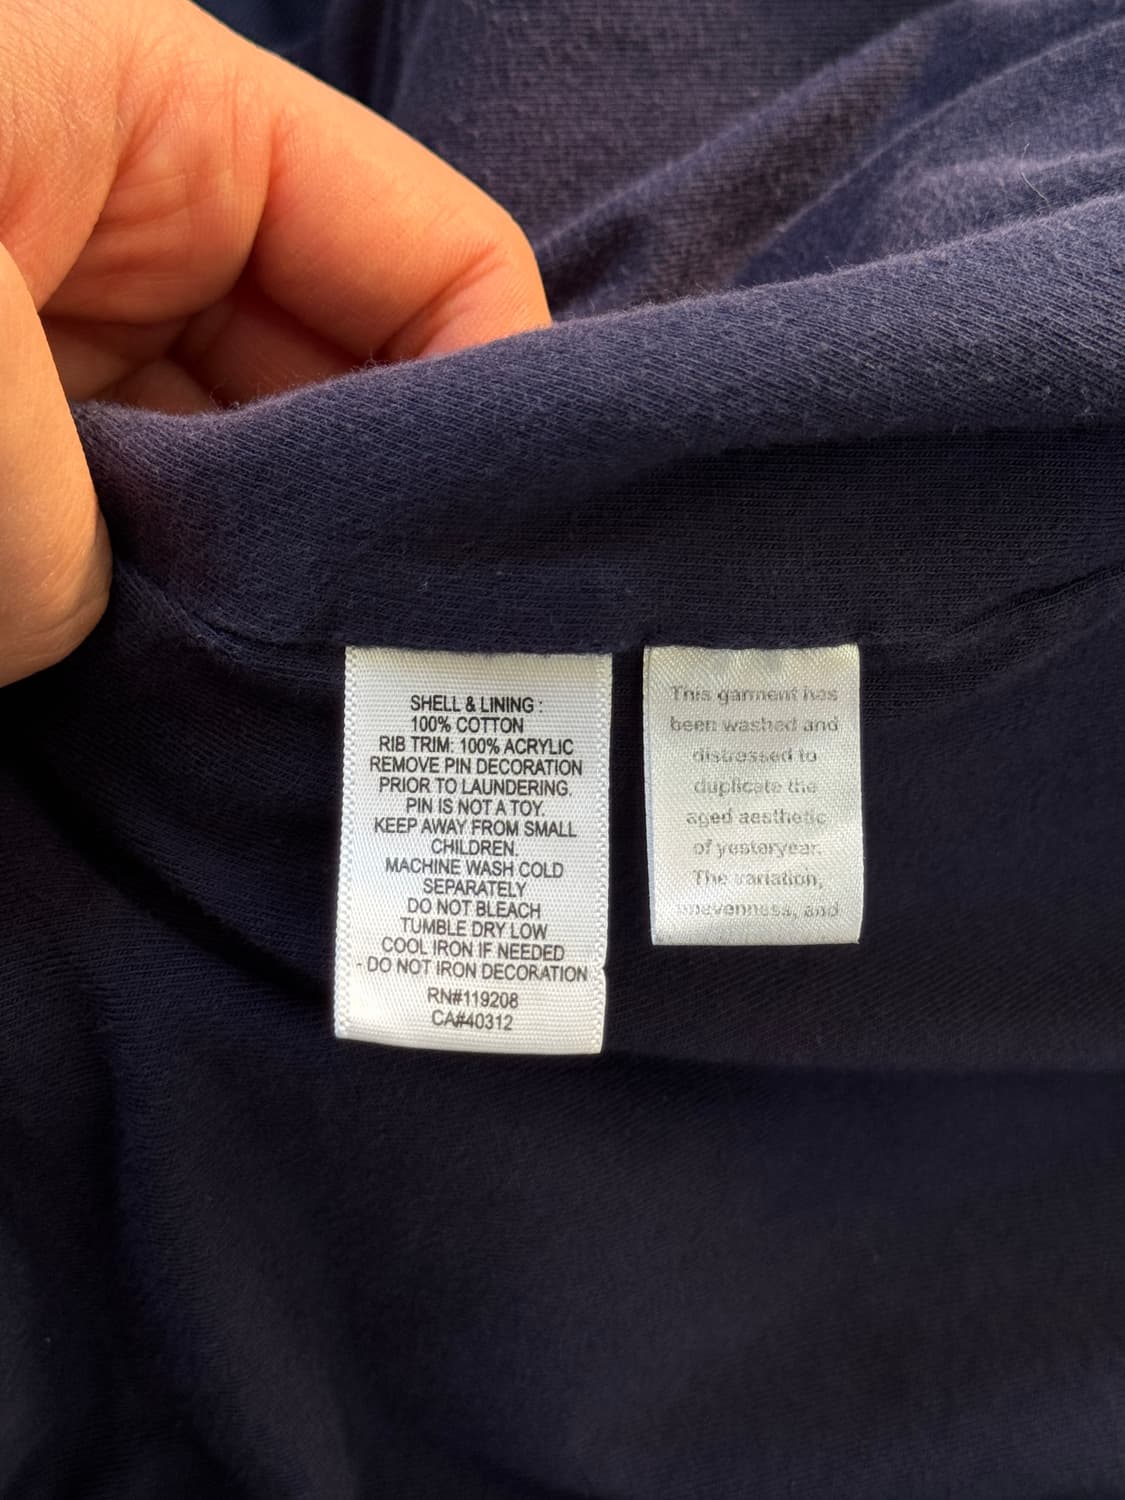 SHELL & LINING :
100% COTTON
RIB TRIM: 100% ACRYLIC
REMOVE PIN DECORATION
PRIOR TO LAUNDERING.
PIN IS NOT A TOY.
KEEP AWAY FROM SMALL
CHILDREN.
MACHINE WASH COLD
SEPARATELY
DO NOT BLEACH
TUMBLE DRY LOW
COOL IRON IF NEEDED
- DO NOT IRON DECORATION
RN#119208
CA#40312
This garment has
been washed and
distressed to
duplicate the
aged aesthetic
of yesteryear.
The variation,
unevenness, and